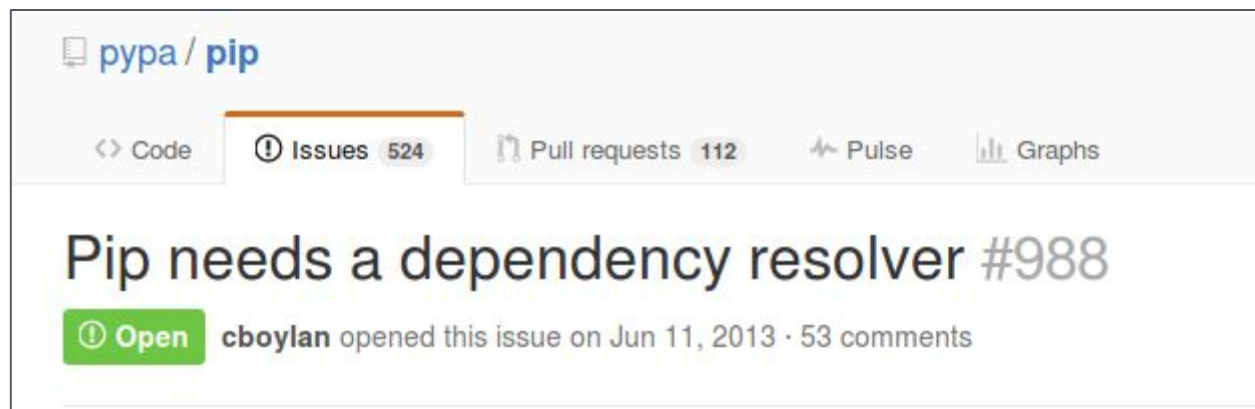 pypa / pip
Code Issues 524 Pull requests 112 Pulse Graphs
Pip needs a dependency resolver #988
Open cboylan opened this issue on Jun 11, 2013 · 53 comments